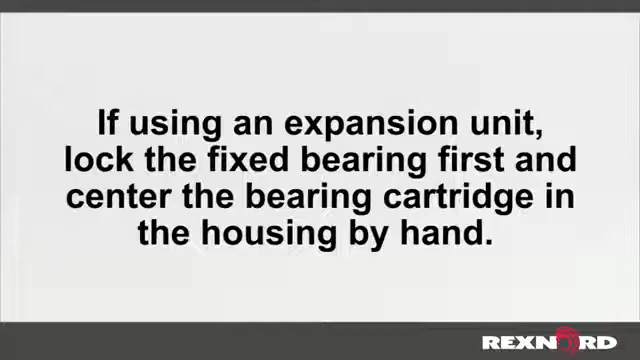 If using an expansion unit,
lock the fixed bearing first and
center the bearing cartridge in
the housing by hand.
REXNORD